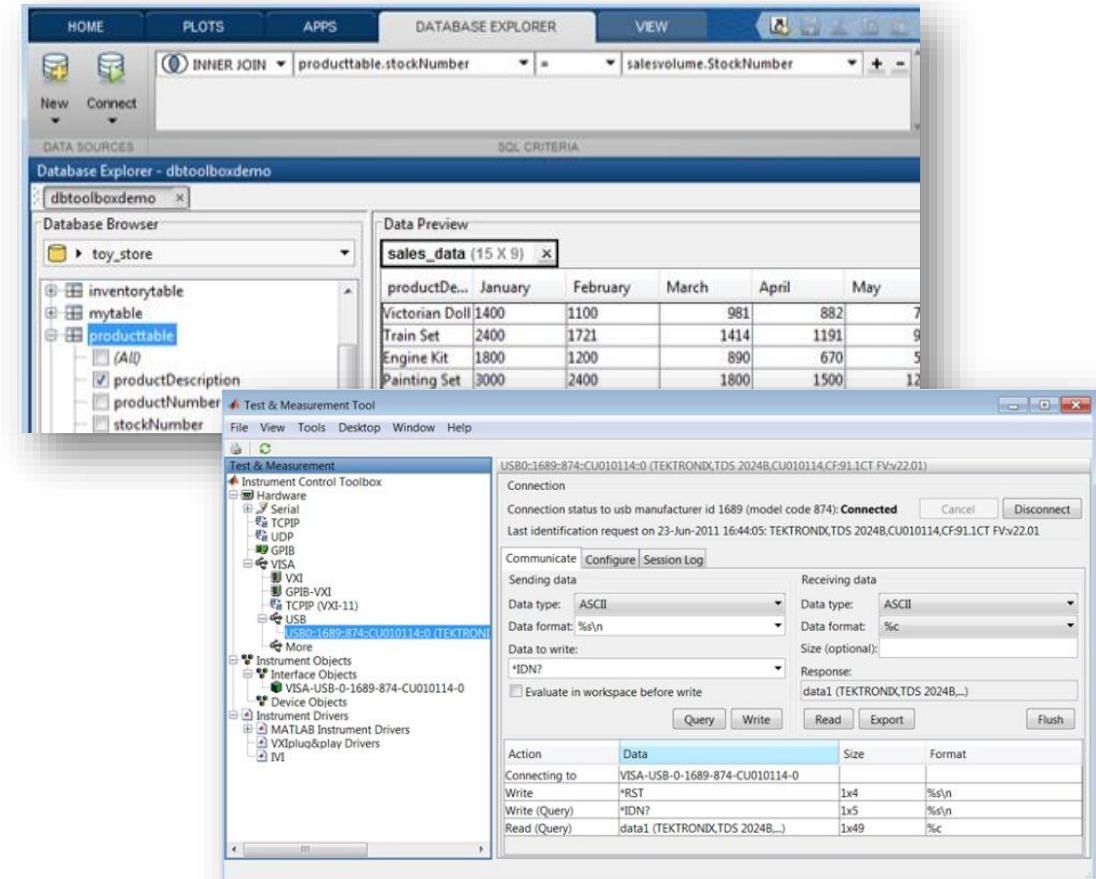 HOME PLOTS APPS DATABASE EXPLORER VIEW
INNER JOIN producttable.stockNumber = salesvolume.StockNumber + -
New Connect
DATA SOURCES SQL CRITERIA
Database Explorer - dbtoolboxdemo
dbtoolboxdemo ×
Database Browser
toy_store
inventorytable
mytable
producttable
(All)
productDescription
productNumber
stockNumber
Data Preview
sales_data (15 X 9) ×
productDe... January February March April May
Victorian Doll 1400 1100 981 882 7
Train Set 2400 1721 1414 1191 9
Engine Kit 1800 1200 890 670 5
Painting Set 3000 2400 1800 1500 12
Test & Measurement Tool
File View Tools Desktop Window Help
Test & Measurement
Instrument Control Toolbox
Hardware
Serial
TCPIP
UDP
GPIB
VISA
VXI
GPIB-VXI
TCPIP (VXI-11)
USB
USB0::1689::874::CU010114::0 (TEKTRONI
More
Instrument Objects
Interface Objects
VISA-USB-0-1689-874-CU010114-0
Device Objects
Instrument Drivers
MATLAB Instrument Drivers
VXIplug&play Drivers
IVI
USB0::1689::874::CU010114::0 (TEKTRONIX,TDS 2024B,CU010114,CF:91.1CT FV:v22.01)
Connection
Connection status to usb manufacturer id 1689 (model code 874): Connected Cancel Disconnect
Last identification request on 23-Jun-2011 16:44:05: TEKTRONIX,TDS 2024B,CU010114,CF:91.1CT FV:v22.01
Communicate Configure Session Log
Sending data
Data type: ASCII
Data format: %s\n
Data to write:
*IDN?
Evaluate in workspace before write
Query Write
Receiving data
Data type: ASCII
Data format: %c
Size (optional):
Response:
data1 (TEKTRONIX,TDS 2024B,...)
Read Export Flush
Action Data Size Format
Connecting to VISA-USB-0-1689-874-CU010114-0
Write *RST 1x4 %s\n
Write (Query) *IDN? 1x5 %s\n
Read (Query) data1 (TEKTRONIX,TDS 2024B,...) 1x49 %c